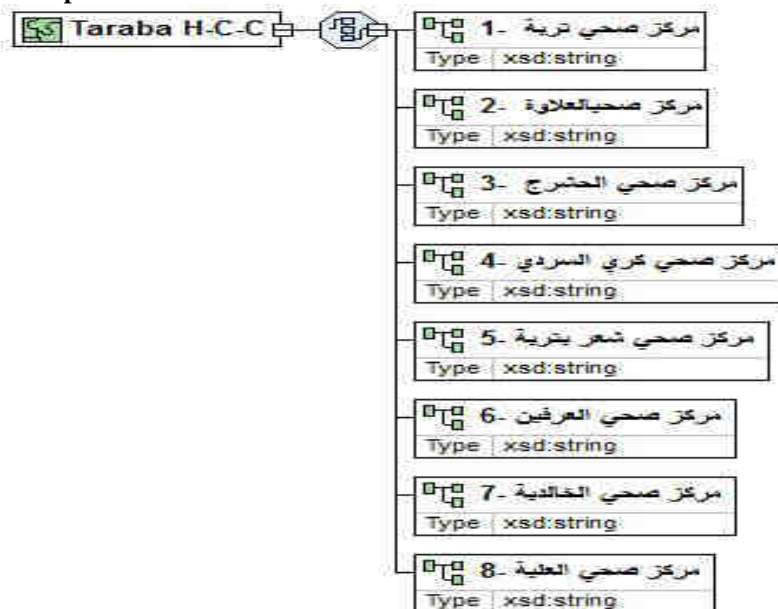 Taraba H-C-C
1- مركز صحي تربة
Type xsd:string
2- مركز صحيالعلاوة
Type xsd:string
3- مركز صحي الحشرج
Type xsd:string
4- مركز صحي كري السردي
Type xsd:string
5- مركز صحي شعر بتربة
Type xsd:string
6- مركز صحي العرقين
Type xsd:string
7- مركز صحي الخالدية
Type xsd:string
8- مركز صحي العلبة
Type xsd:string